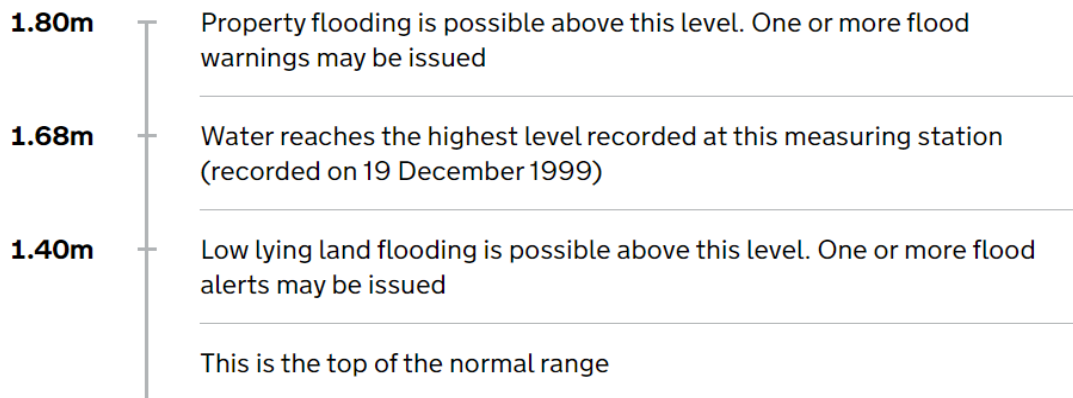 1.80m Property flooding is possible above this level. One or more flood
warnings may be issued
1.68m Water reaches the highest level recorded at this measuring station
(recorded on 19 December 1999)
1.40m Low lying land flooding is possible above this level. One or more flood
alerts may be issued
This is the top of the normal range